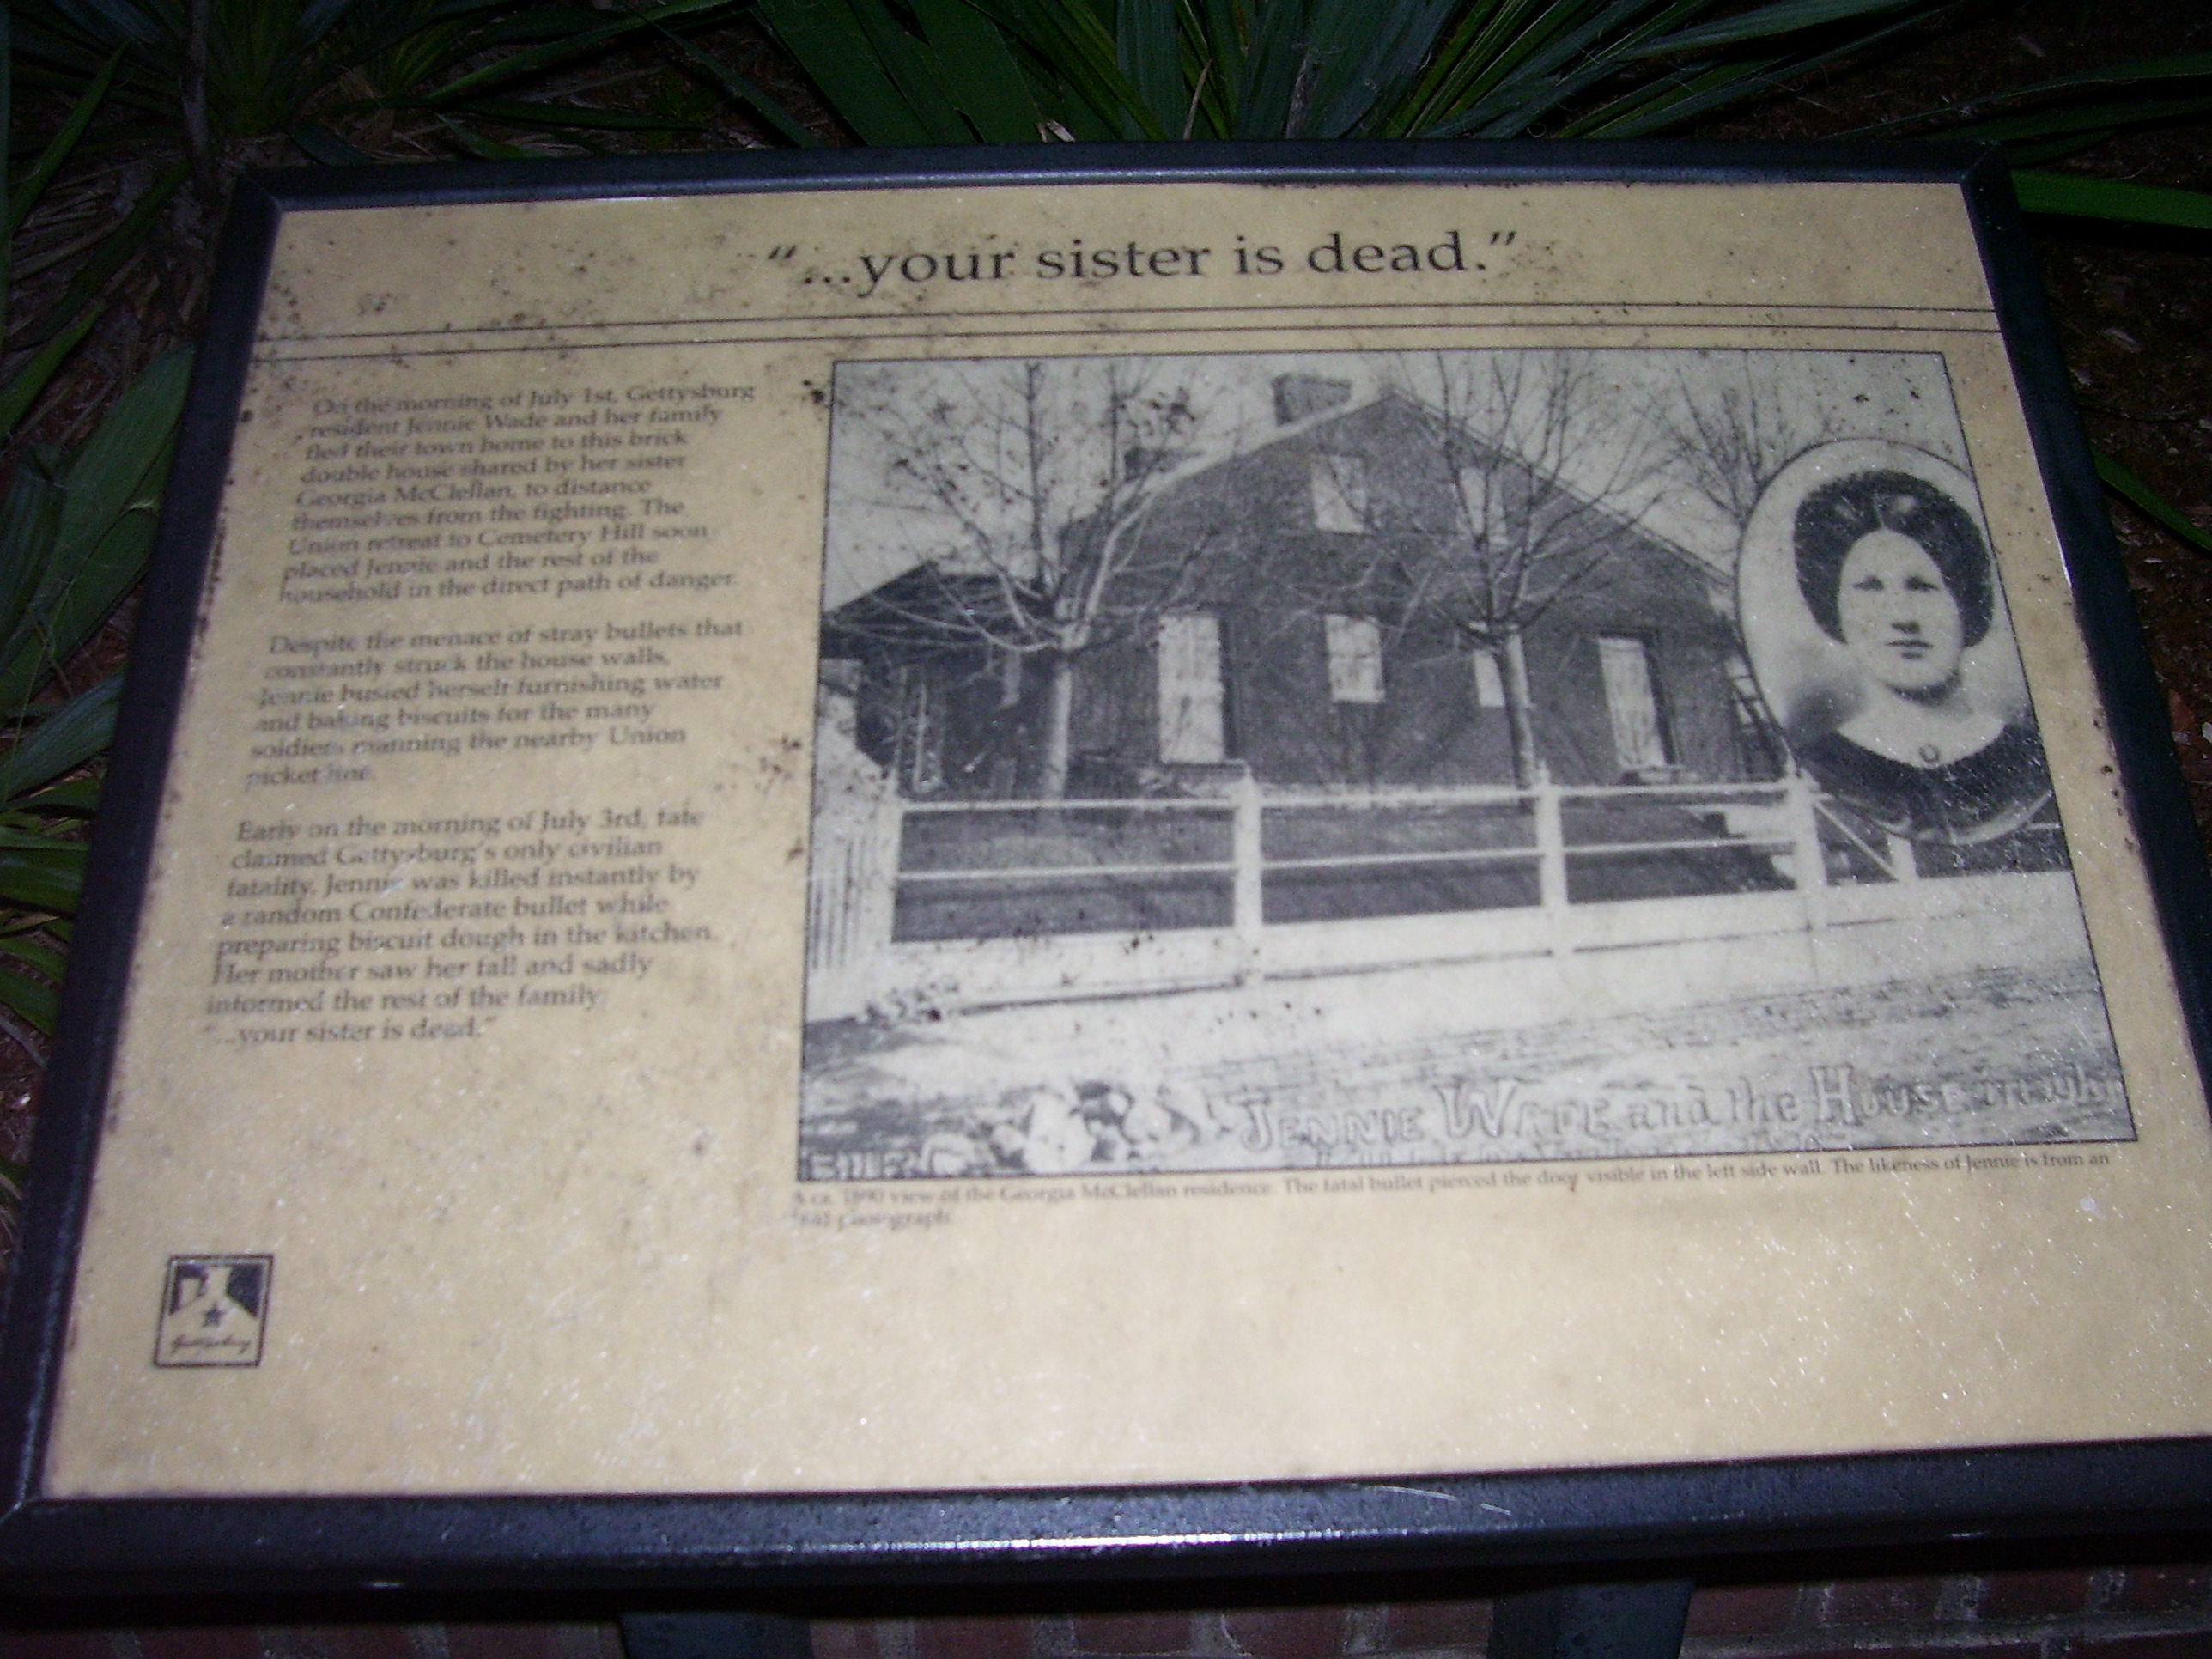 "...your sister is dead."
On the morning of July 1st, Gettysburg
resident Jennie Wade and her family
fled their town home to this brick
double house shared by her sister
Georgia McClellan, to distance
themselves from the fighting. The
Union retreat to Cemetery Hill soon
placed Jennie and the rest of the
household in the direct path of danger.
Despite the menace of stray bullets that
constantly struck the house walls,
Jennie busied herself furnishing water
and baking biscuits for the many
soldiers manning the nearby Union
picket line.
Early on the morning of July 3rd, fate
claimed Gettysburg's only civilian
fatality. Jennie was killed instantly by
a random Confederate bullet while
preparing biscuit dough in the kitchen.
Her mother saw her fall and sadly
informed the rest of the family
"...your sister is dead."
JENNIE WADE and the HOUSE in
A ca. 1890 view of the Georgia McClellan residence. The fatal bullet pierced the door visible in the left side wall. The likeness of Jennie is from an
photograph.
Gettysburg